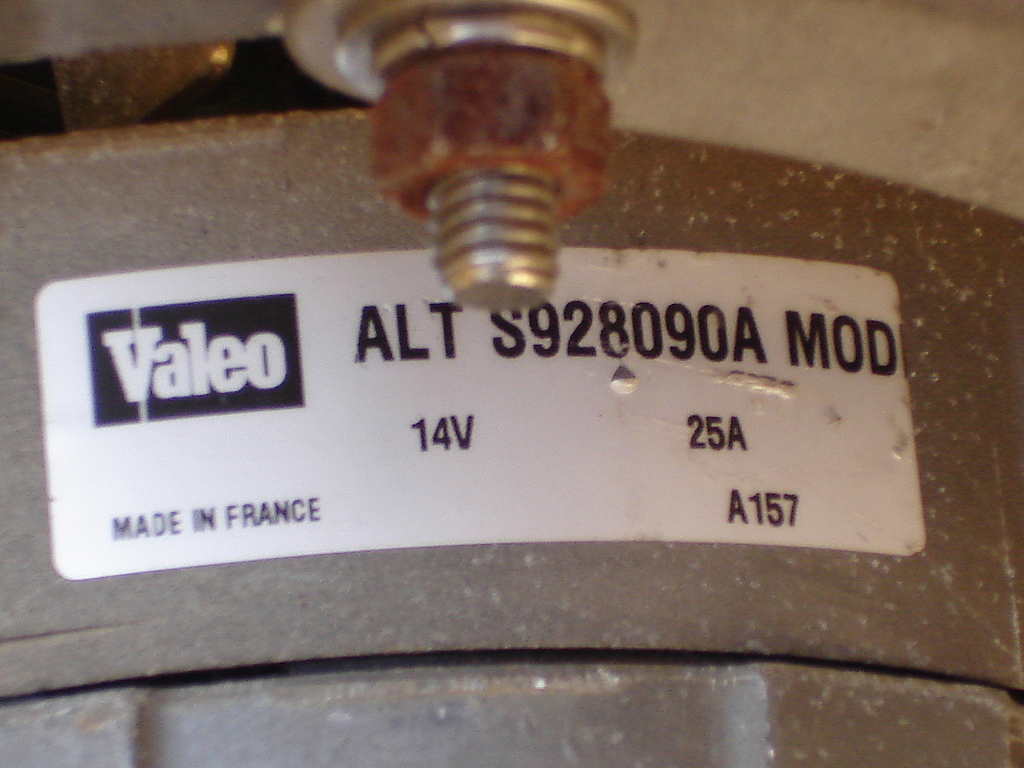 Valeo
ALT S928090A MOD
14V 25A
MADE IN FRANCE A157